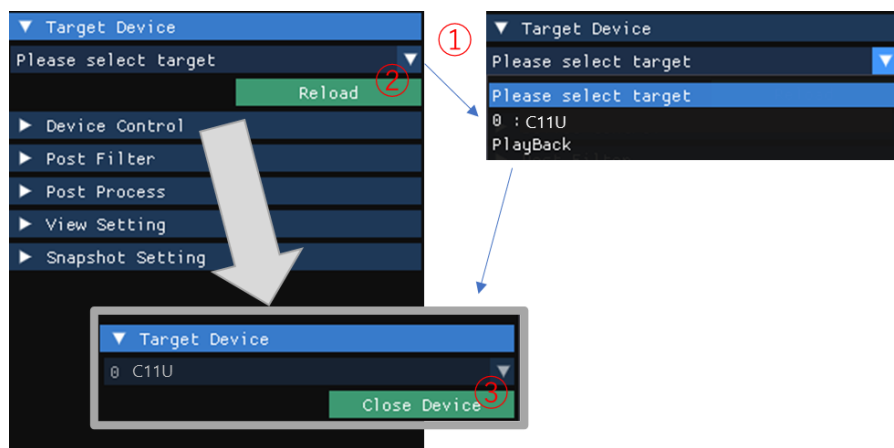 ▼ Target Device
Please select target ▼
②
Reload
▶ Device Control
▶ Post Filter
▶ Post Process
▶ View Setting
▶ Snapshot Setting
①
▼ Target Device
Please select target ▼
Please select target
0 : C11U
PlayBack
▼ Target Device
0 C11U ▼
Close Device
③